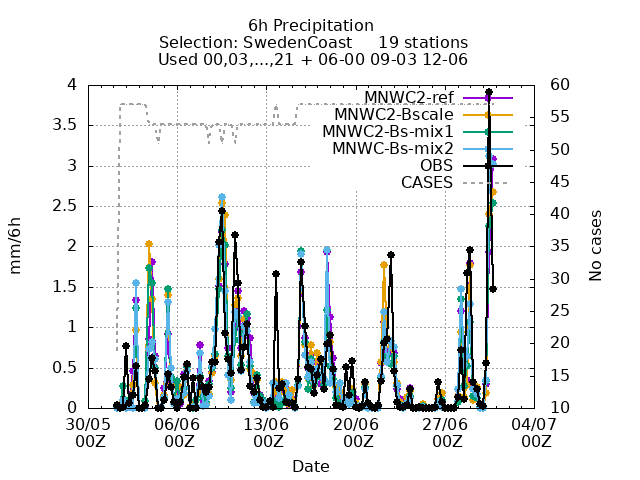 6h Precipitation
Selection: SwedenCoast 19 stations
Used 00,03,...,21 + 06-00 09-03 12-06
MNWC2-ref
MNWC2-Bscale
MNWC2-Bs-mix1
MNWC-Bs-mix2
OBS
CASES
4
3.5
3
2.5
2
1.5
1
0.5
0
mm/6h
60
55
50
45
40
35
30
25
20
15
10
No cases
30/05 6/06 13/06 20/06 27/06 04/07
00Z 00Z 00Z 00Z 00Z 00Z
Date